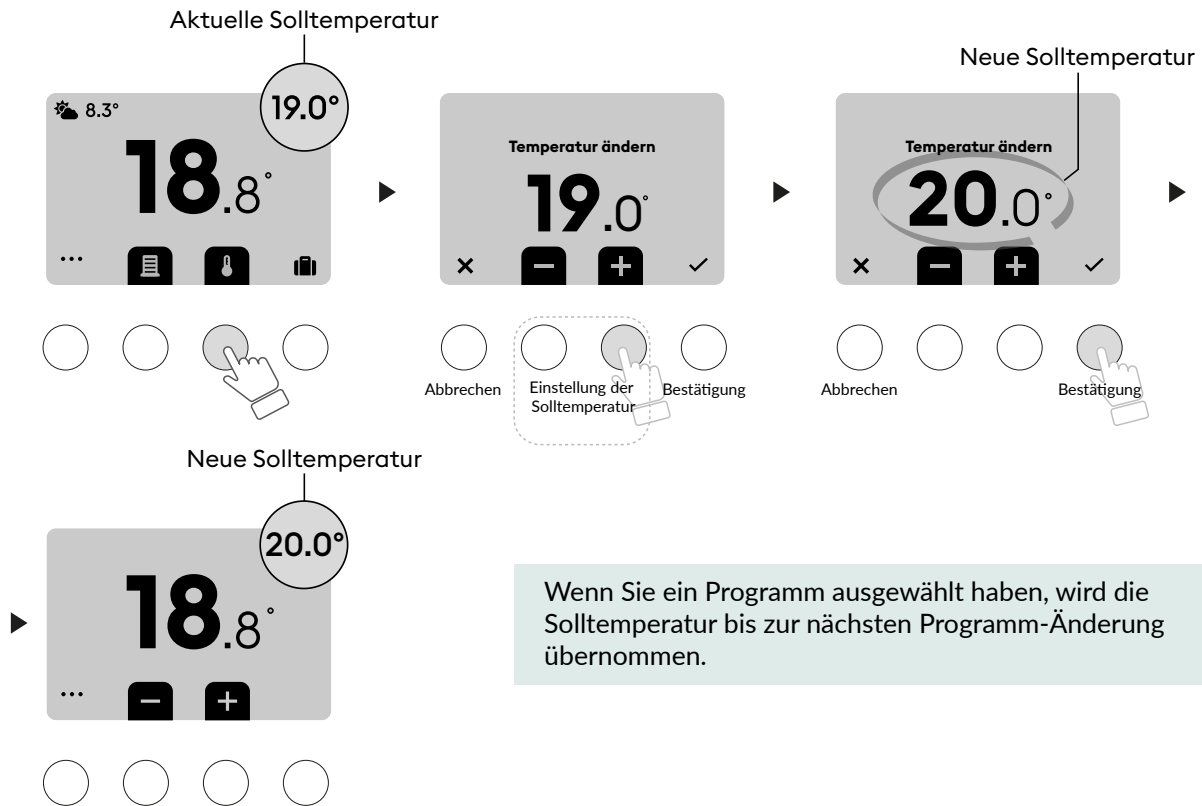 Aktuelle Solltemperatur
8.3°
19.0°
18.8°
Temperatur ändern
19.0°
Abbrechen
Einstellung der
Solltemperatur
Bestätigung
Neue Solltemperatur
Temperatur ändern
20.0°
Abbrechen
Bestätigung
Neue Solltemperatur
20.0°
18.8°
Wenn Sie ein Programm ausgewählt haben, wird die
Solltemperatur bis zur nächsten Programm-Änderung
übernommen.